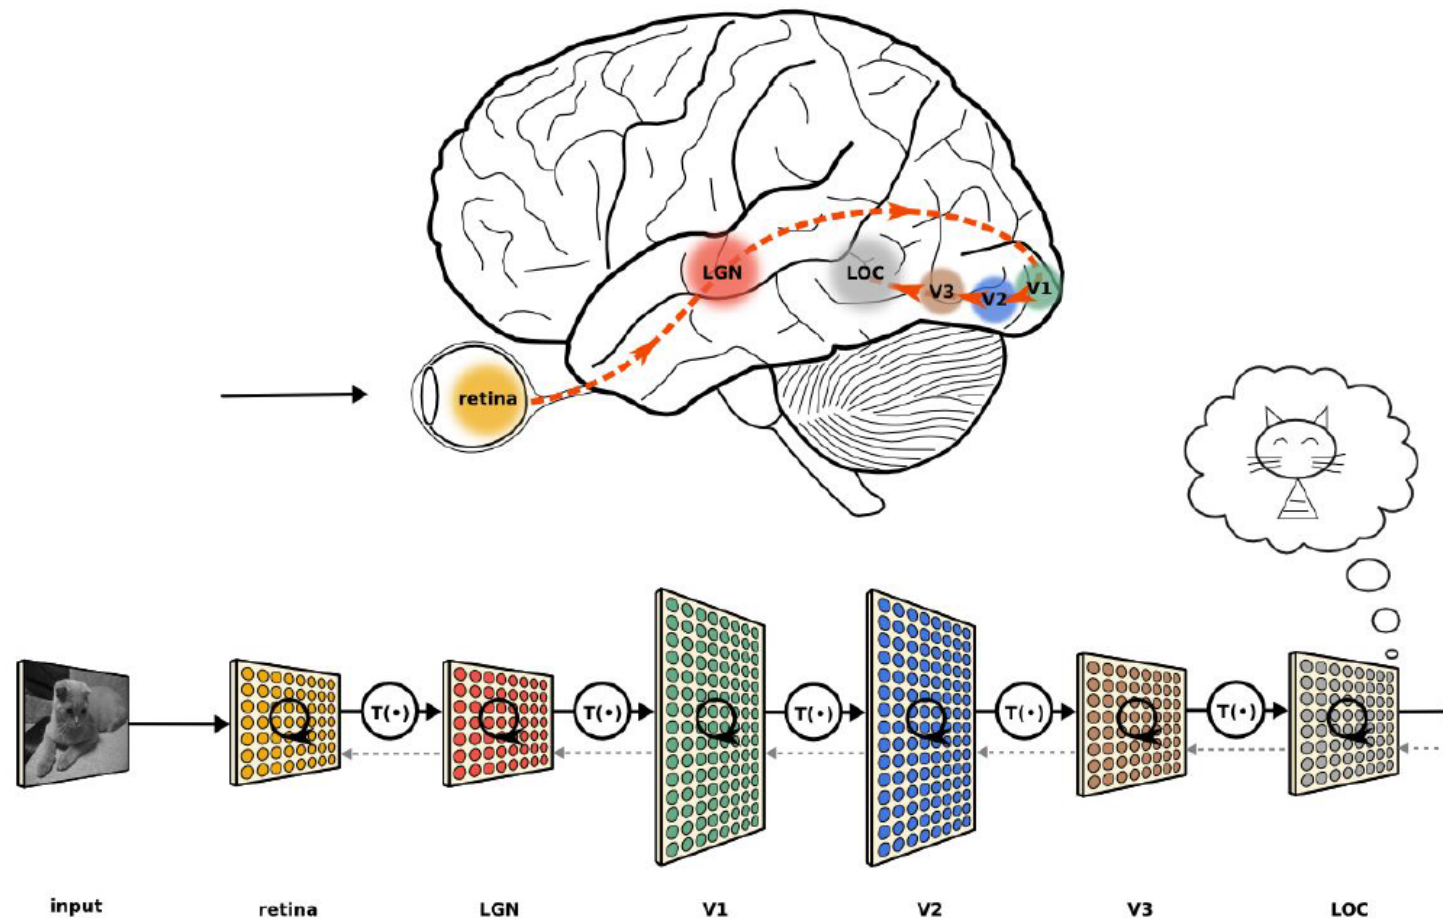 LGN
LOC
V3
V2
V1
retina
T(•)
T(•)
T(•)
T(•)
T(•)
input
retina
LGN
V1
V2
V3
LOC